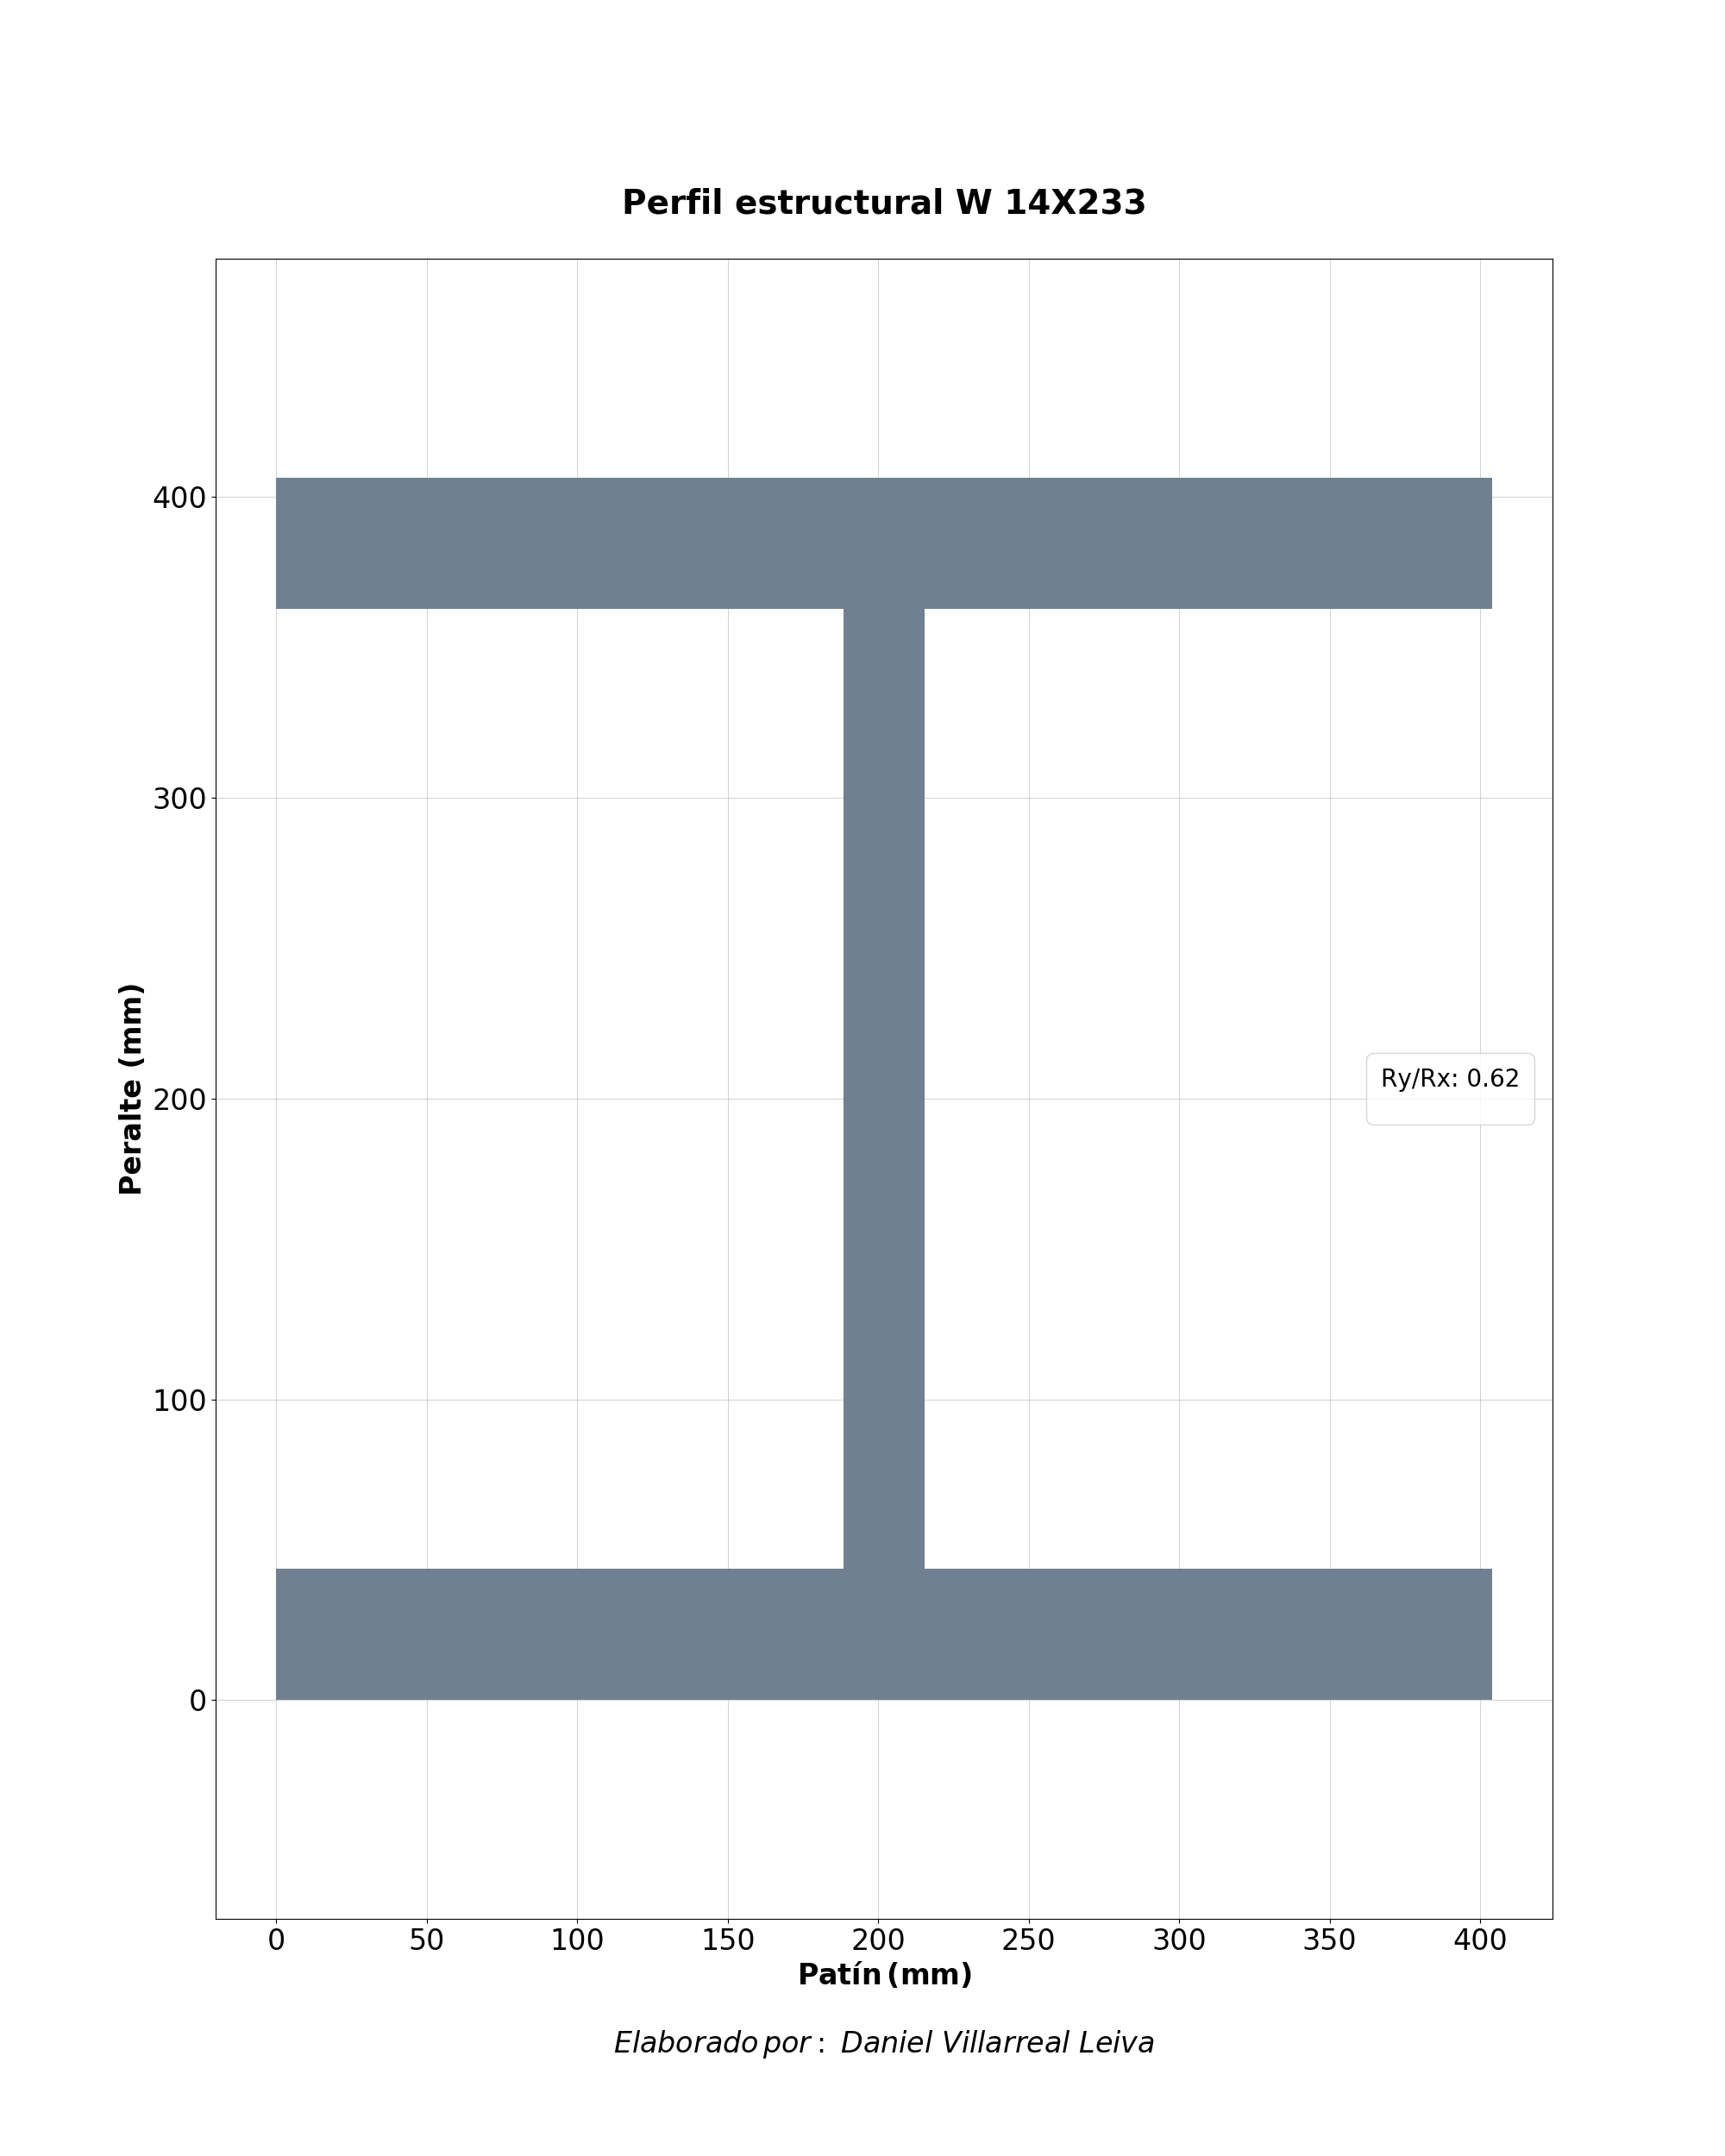 Perfil estructural W 14X233
Peralte (mm)
400
300
200
100
0
Ry/Rx: 0.62
0 50 100 150 200 250 300 350 400
Patín (mm)
Elaborado por: Daniel Villarreal Leiva